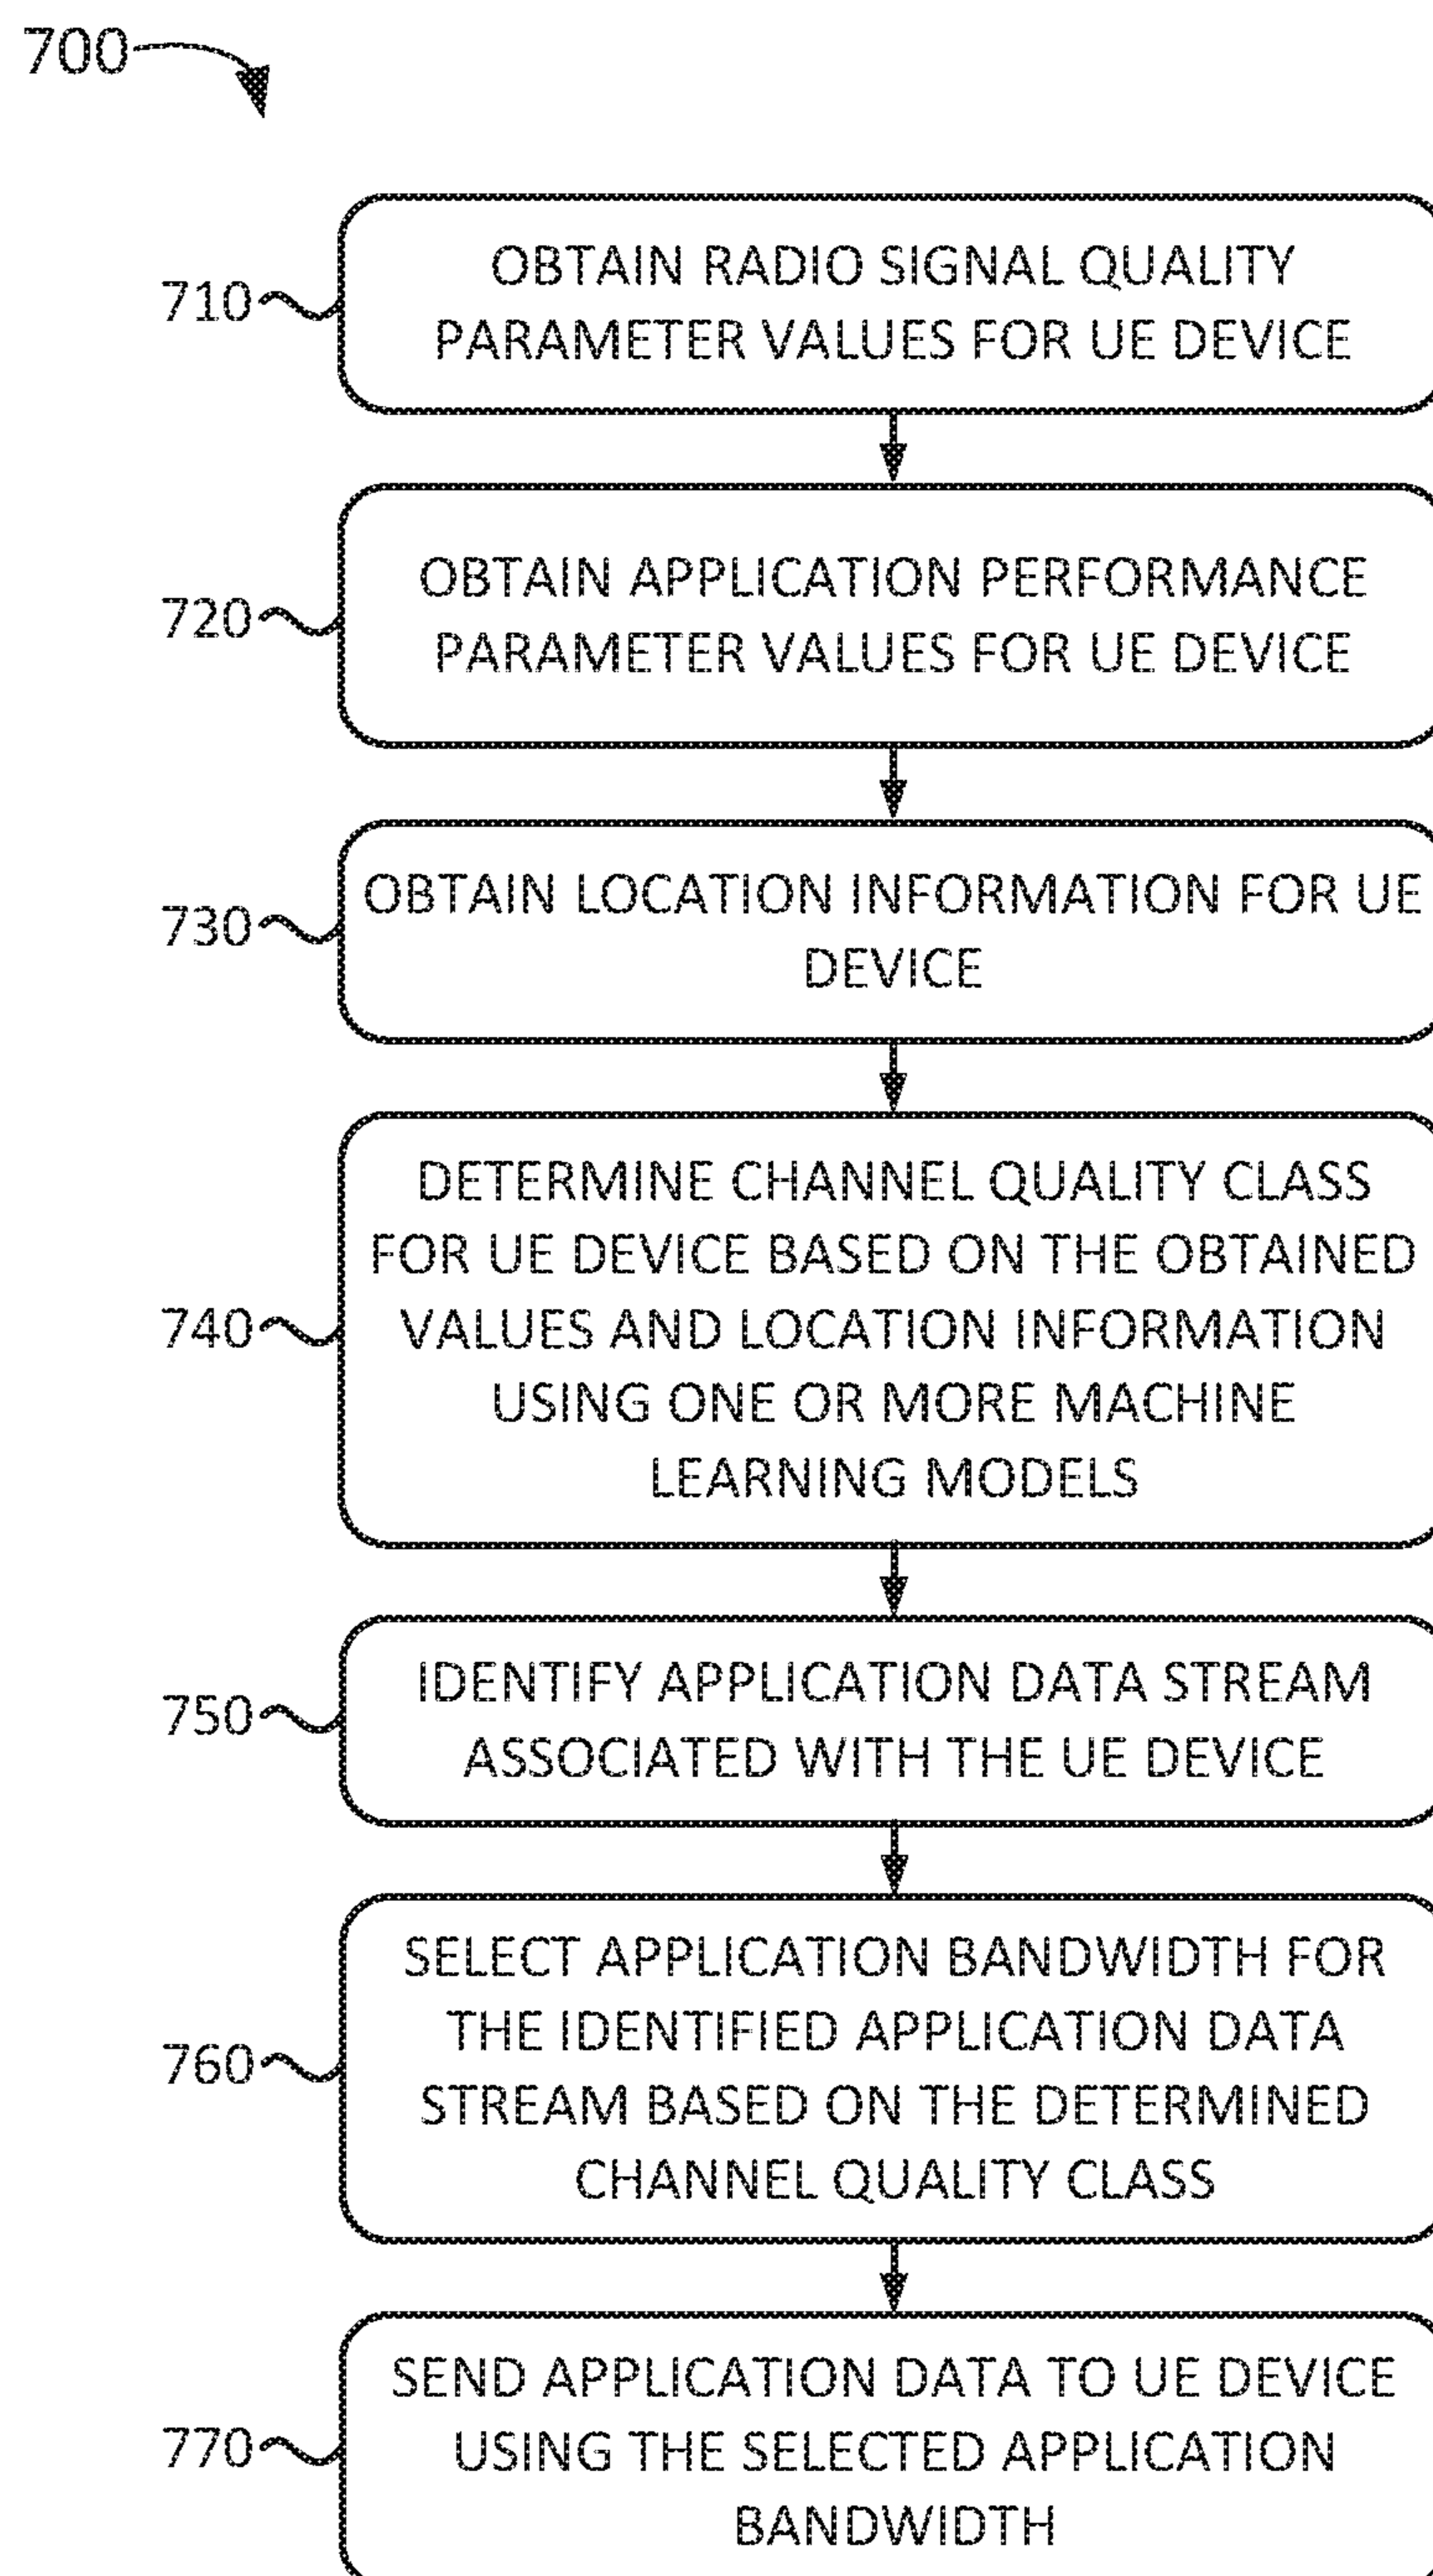 700
710
OBTAIN RADIO SIGNAL QUALITY
PARAMETER VALUES FOR UE DEVICE
720
OBTAIN APPLICATION PERFORMANCE
PARAMETER VALUES FOR UE DEVICE
730
OBTAIN LOCATION INFORMATION FOR UE
DEVICE
740
DETERMINE CHANNEL QUALITY CLASS
FOR UE DEVICE BASED ON THE OBTAINED
VALUES AND LOCATION INFORMATION
USING ONE OR MORE MACHINE
LEARNING MODELS
750
IDENTIFY APPLICATION DATA STREAM
ASSOCIATED WITH THE UE DEVICE
760
SELECT APPLICATION BANDWIDTH FOR
THE IDENTIFIED APPLICATION DATA
STREAM BASED ON THE DETERMINED
CHANNEL QUALITY CLASS
770
SEND APPLICATION DATA TO UE DEVICE
USING THE SELECTED APPLICATION
BANDWIDTH